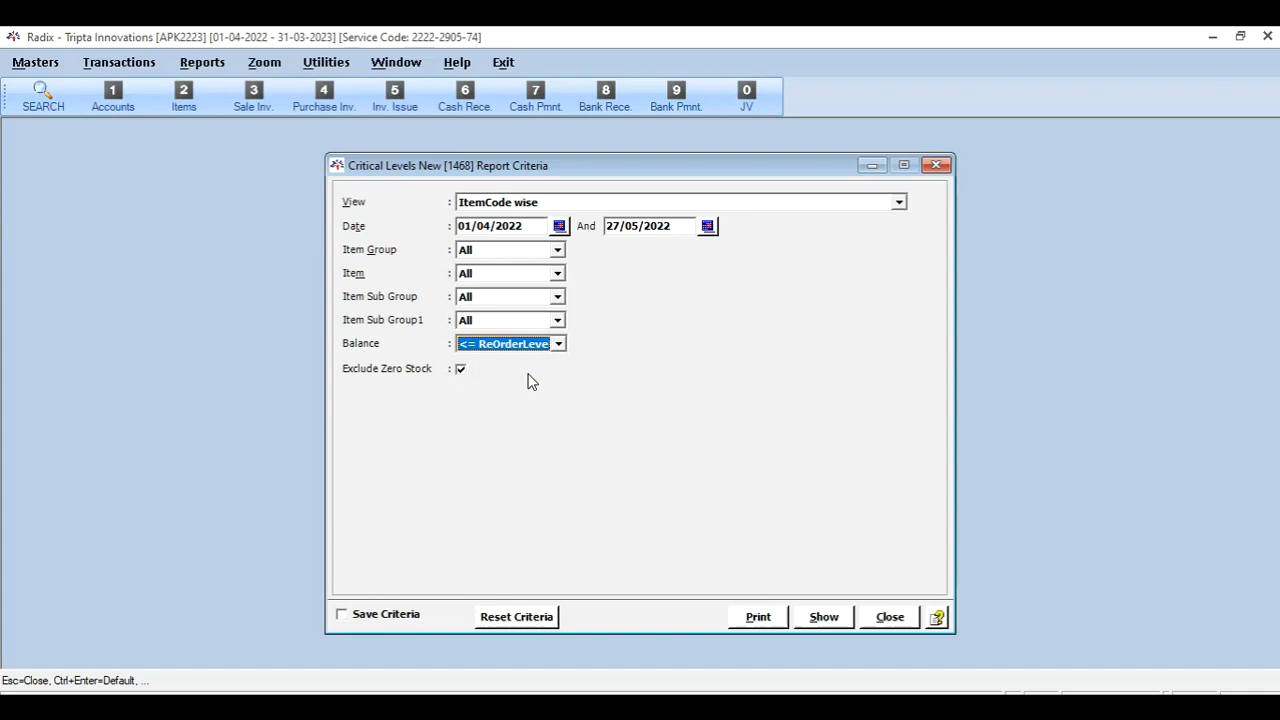 Radix - Tripta Innovations [APK2223] [01-04-2022 - 31-03-2023] [Service Code: 2222-2905-74]
Masters Transactions Reports Zoom Utilities Window Help Exit
1 2 3 4 5 6 7 8 9 0
SEARCH Accounts Items Sale Inv. Purchase Inv. Inv. Issue Cash Rece. Cash Pmnt. Bank Rece. Bank Pmnt. JV
Critical Levels New [1468] Report Criteria
View : ItemCode wise
Date : 01/04/2022 And 27/05/2022
Item Group : All
Item : All
Item Sub Group : All
Item Sub Group1 : All
Balance : <= ReOrderLeve
Exclude Zero Stock :
Save Criteria Reset Criteria Print Show Close
Esc=Close, Ctrl+Enter=Default, ...